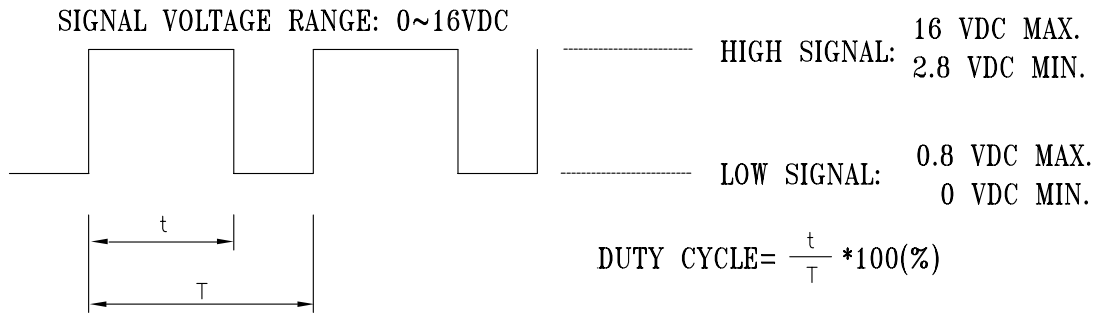 SIGNAL VOLTAGE RANGE: 0~16VDC
HIGH SIGNAL: 16 VDC MAX.
2.8 VDC MIN.
LOW SIGNAL: 0.8 VDC MAX.
0 VDC MIN.
t
T
DUTY CYCLE= t/T *100(%)